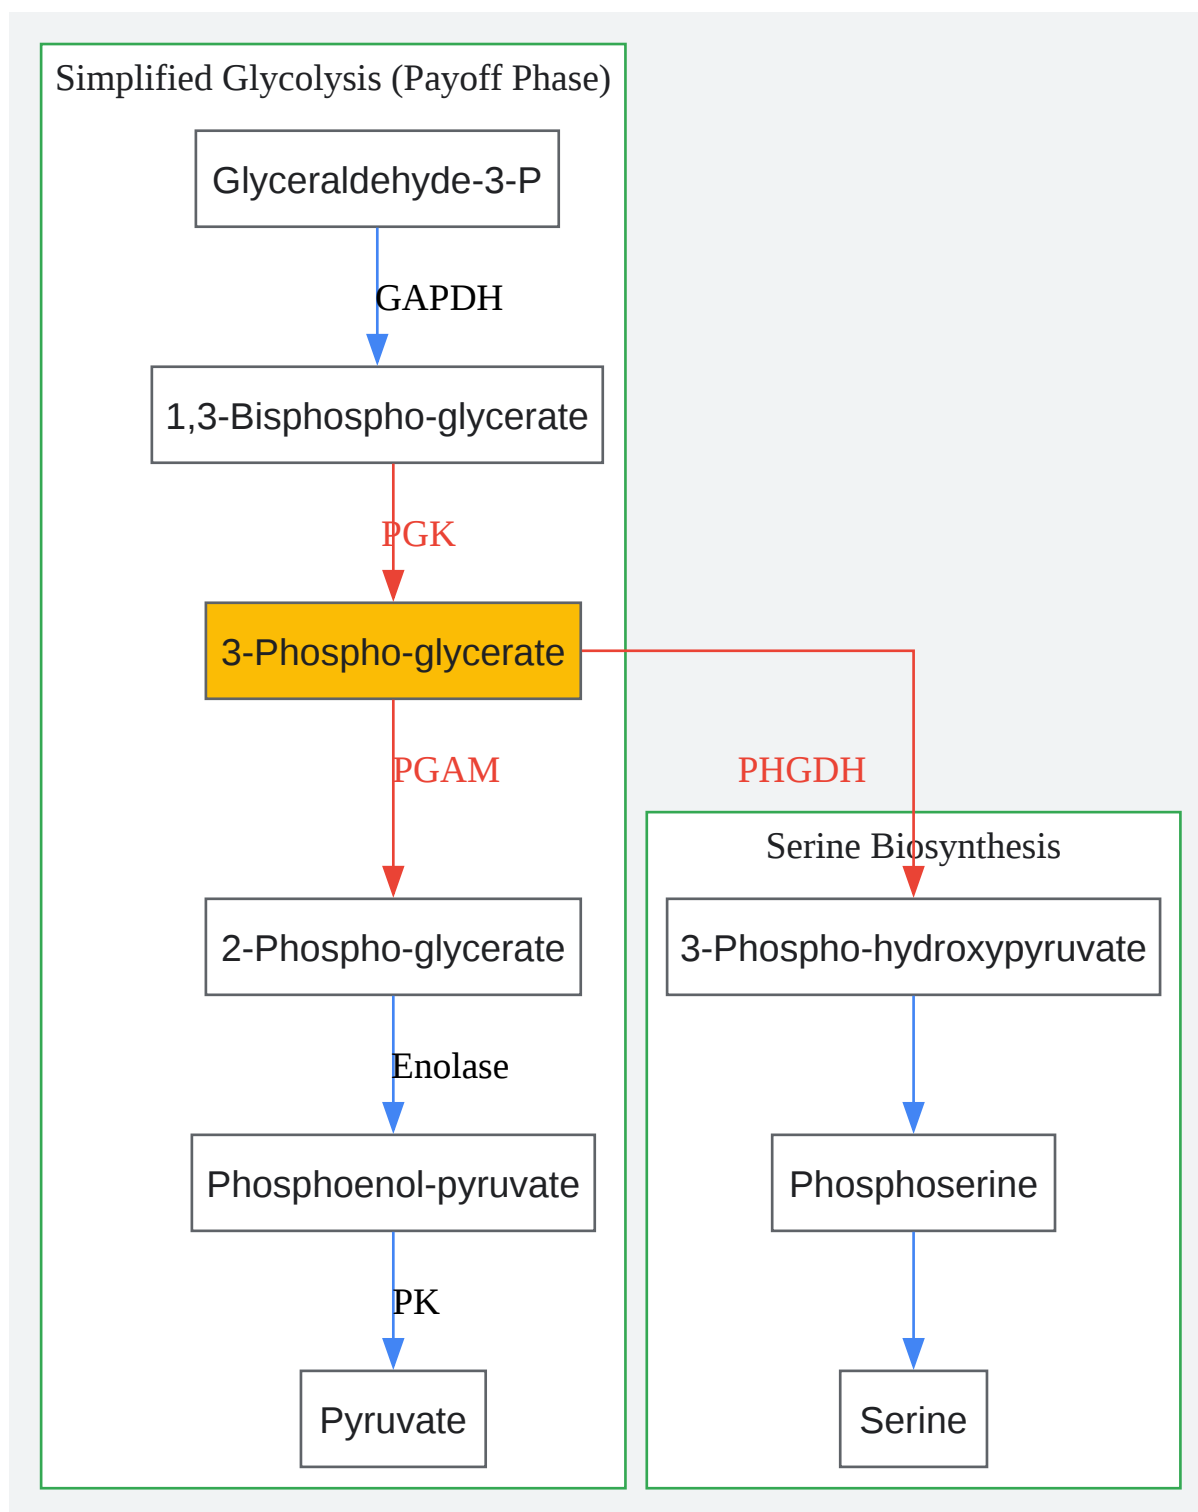 Simplified Glycolysis (Payoff Phase)
Glyceraldehyde-3-P
GAPDH
1,3-Bisphospho-glycerate
PGK
3-Phospho-glycerate
PGAM
PHGDH
Serine Biosynthesis
2-Phospho-glycerate
3-Phospho-hydroxypyruvate
Enolase
Phosphoenol-pyruvate
Phosphoserine
PK
Pyruvate
Serine